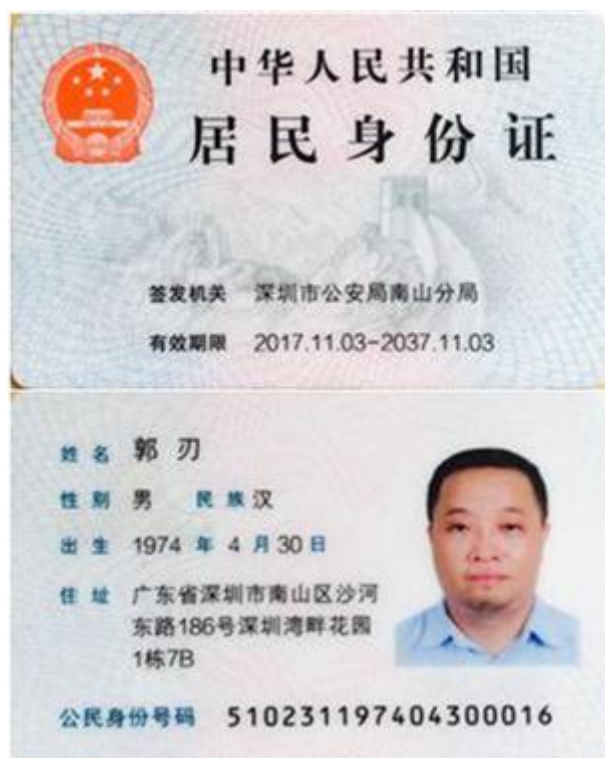 中华人民共和国
居民身份证
签发机关 深圳市公安局南山分局
有效期限 2017.11.03-2037.11.03
姓名 郭刃
性别 男 民族 汉
出生 1974 年 4 月 30 日
住址 广东省深圳市南山区沙河
东路186号深圳湾畔花园
1栋7B
公民身份号码 510231197404300016